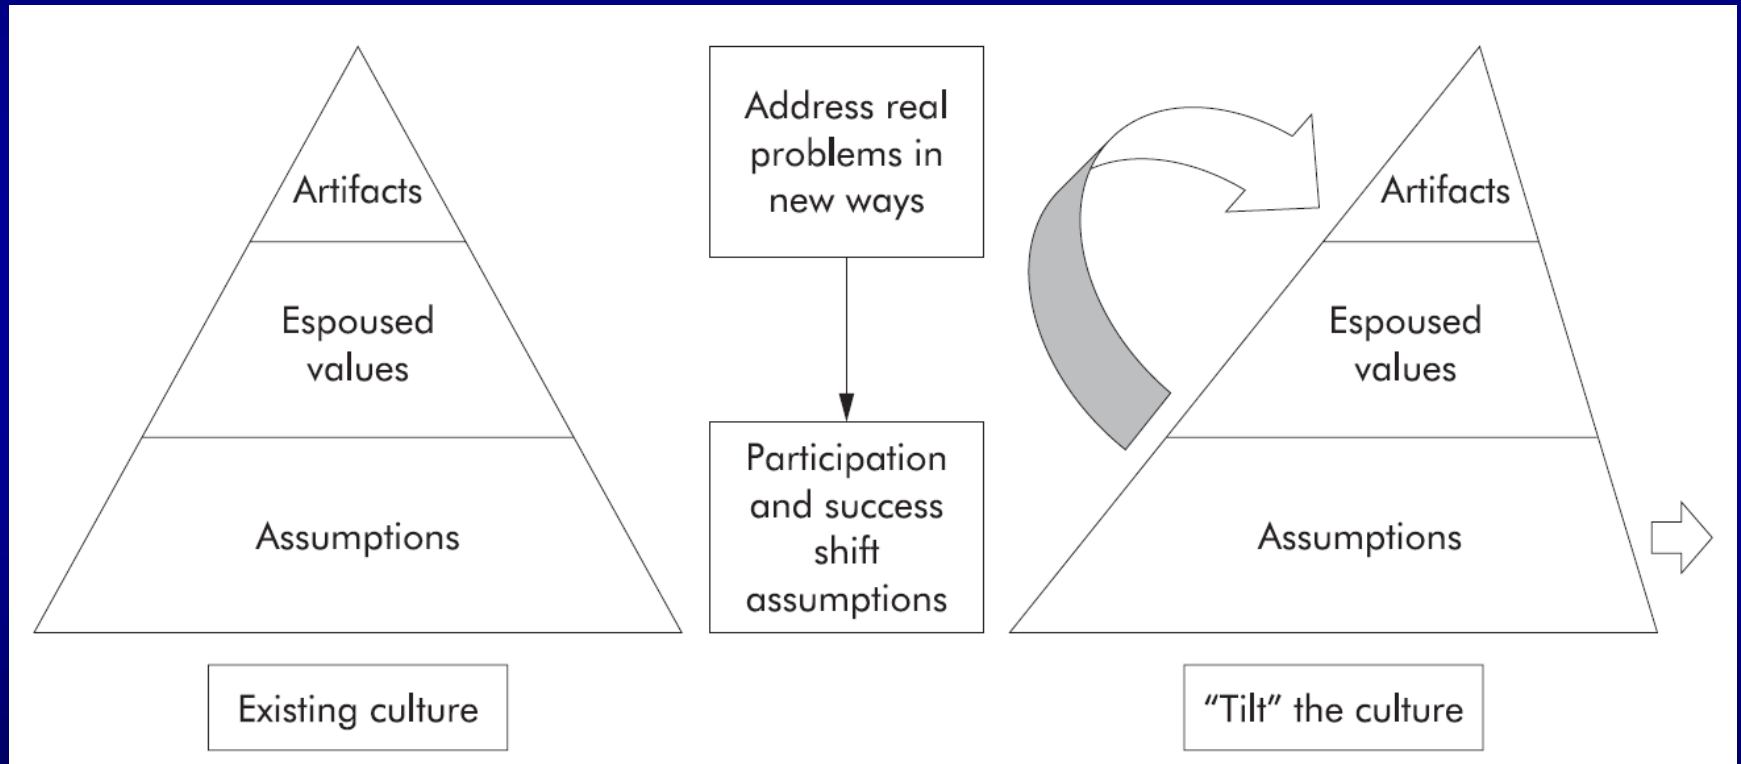 Artifacts
Espoused
values
Assumptions
Existing culture
Address real
problems in
new ways
Participation
and success
shift
assumptions
Artifacts
Espoused
values
Assumptions
“Tilt” the culture